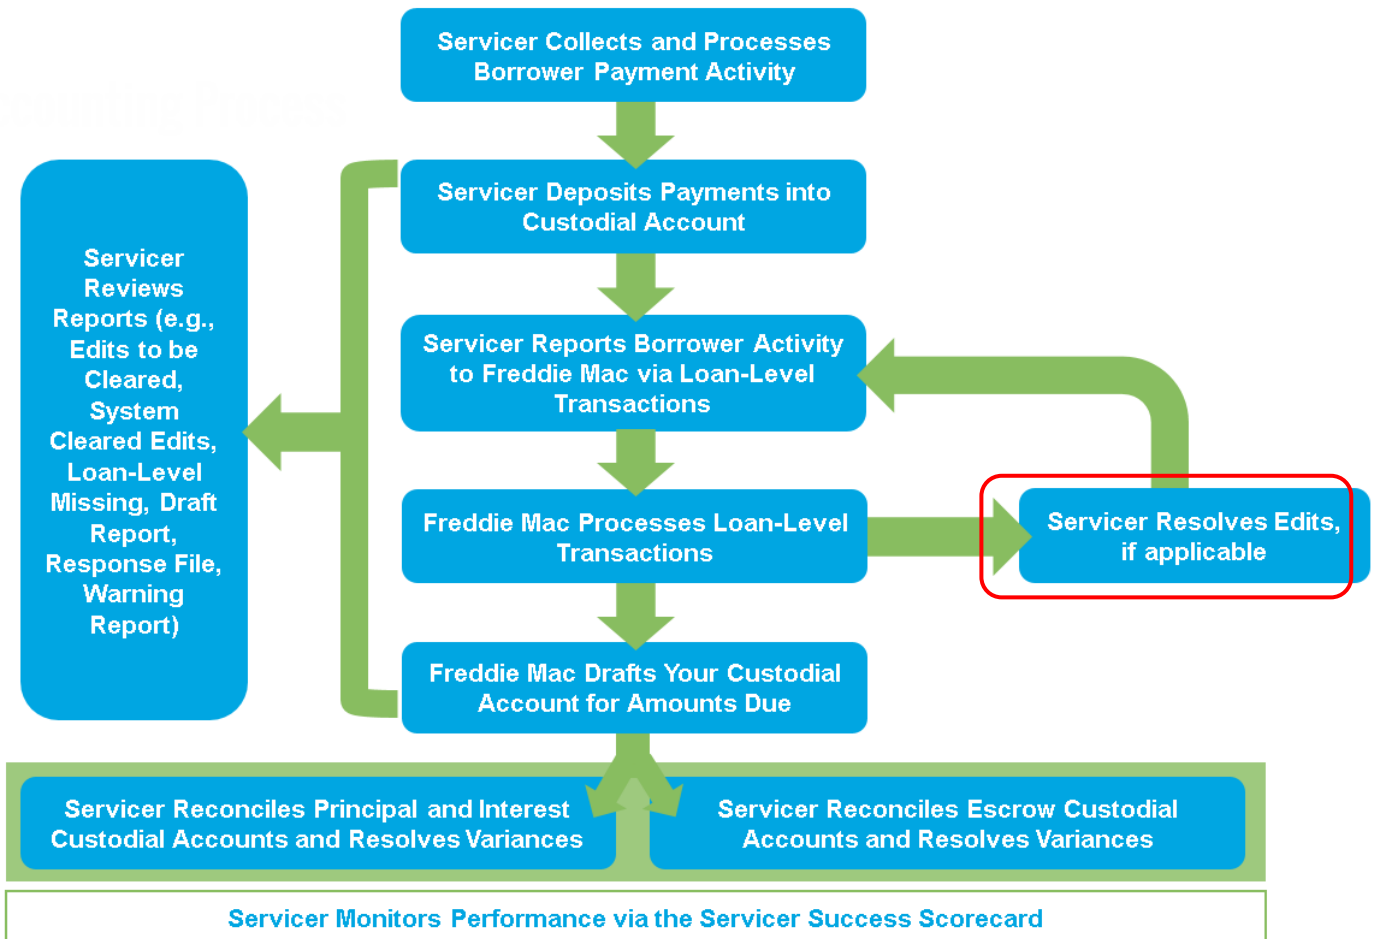 Servicer Collects and Processes
Borrower Payment Activity
Servicer Deposits Payments into
Custodial Account
Servicer
Reviews
Reports (e.g.,
Edits to be
Cleared,
System
Cleared Edits,
Loan-Level
Missing, Draft
Report,
Response File,
Warning
Report)
Servicer Reports Borrower Activity
to Freddie Mac via Loan-Level
Transactions
Freddie Mac Processes Loan-Level
Transactions
Servicer Resolves Edits,
if applicable
Freddie Mac Drafts Your Custodial
Account for Amounts Due
Servicer Reconciles Principal and Interest
Custodial Accounts and Resolves Variances
Servicer Reconciles Escrow Custodial
Accounts and Resolves Variances
Servicer Monitors Performance via the Servicer Success Scorecard